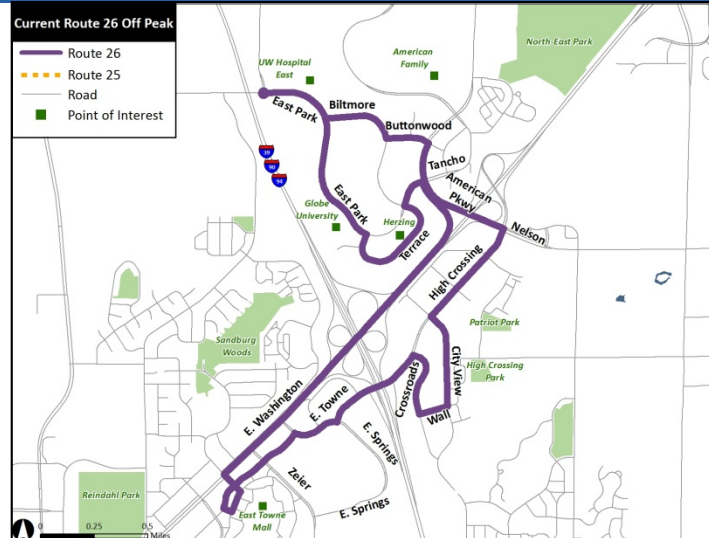 Current Route 26 Off Peak
Route 26
Route 25
Road
Point of Interest
UW Hospital
East
American
Family
North-East Park
East Park
Biltmore
Buttonwood
Tancho
American
Pkwy
Nelson
39
90
94
East Park
Globe
University
Herzing
Terrace
High Crossing
Patriot Park
Sandburg
Woods
High Crossing
Park
City View
Crossroads
Wall
E. Washington
E. Towne
E. Springs
Zeier
E. Springs
Reindahl Park
East Towne
Mall
0
0.25
0.5
Miles